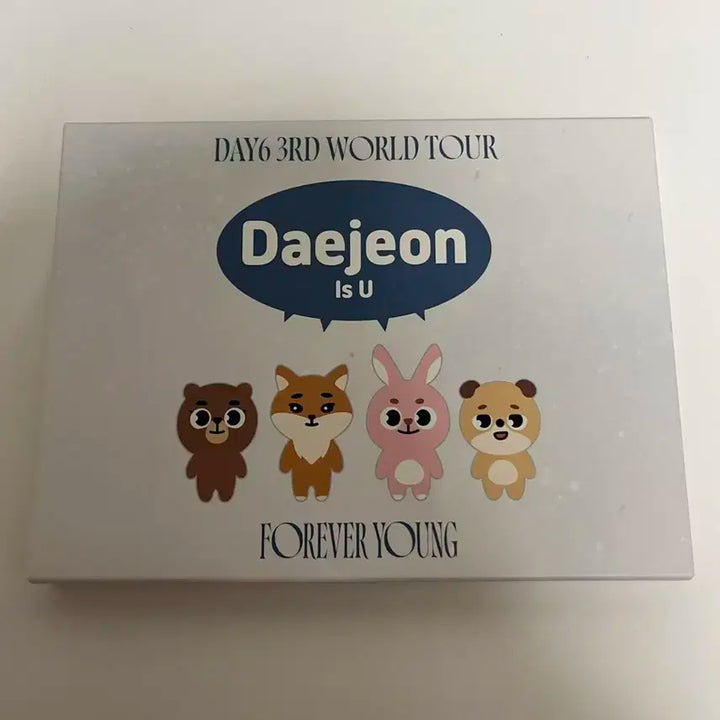 DAY6 3RD WORLD TOUR
Daejeon
Is U
FOREVER YOUNG